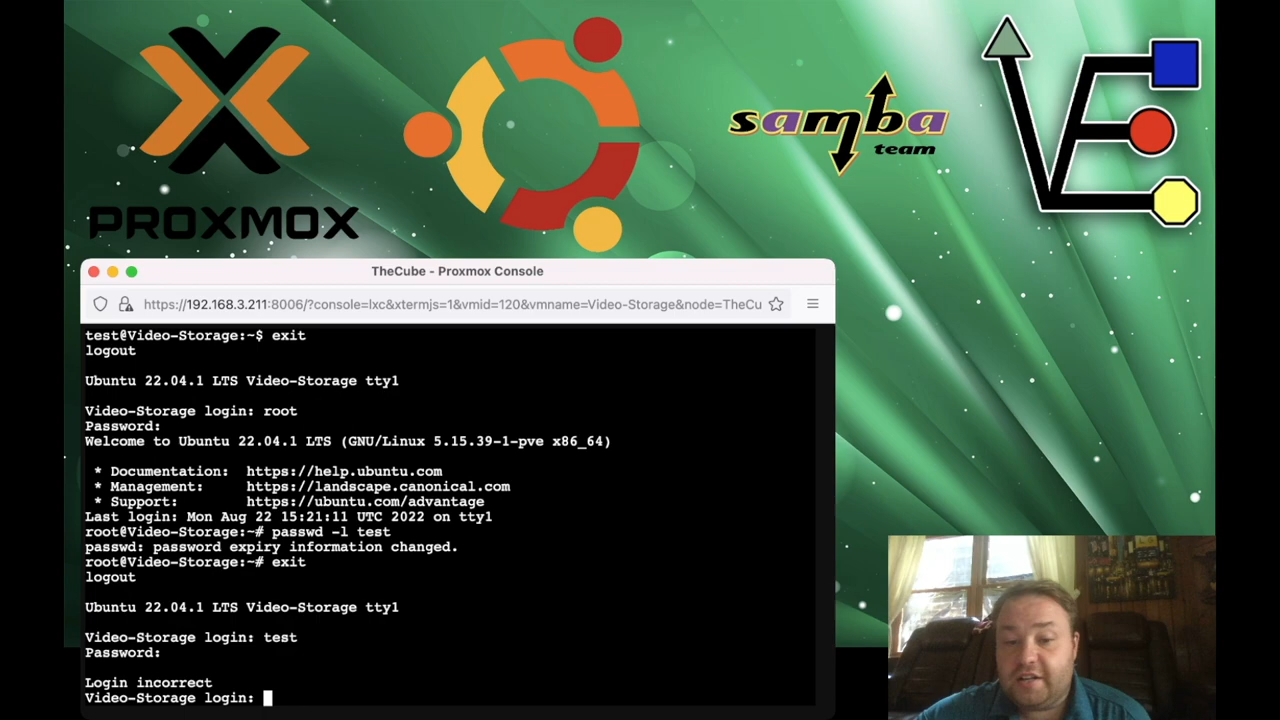 PROXMOX
samba
team
VE
TheCube - Proxmox Console
https://192.168.3.211:8006/?console=lxc&xtermjs=1&vmid=120&vmname=Video-Storage&node=TheCu
test@Video-Storage:~$ exit
logout
Ubuntu 22.04.1 LTS Video-Storage tty1
Video-Storage login: root
Password:
Welcome to Ubuntu 22.04.1 LTS (GNU/Linux 5.15.39-1-pve x86_64)
* Documentation:  https://help.ubuntu.com
* Management:     https://landscape.canonical.com
* Support:        https://ubuntu.com/advantage
Last login: Mon Aug 22 15:21:11 UTC 2022 on tty1
root@Video-Storage:~# passwd -l test
passwd: password expiry information changed.
root@Video-Storage:~# exit
logout
Ubuntu 22.04.1 LTS Video-Storage tty1
Video-Storage login: test
Password:
Login incorrect
Video-Storage login: